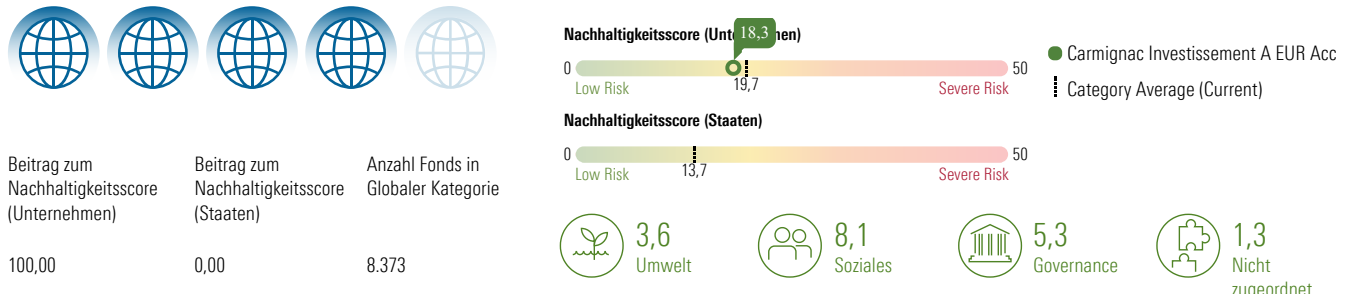 Beitrag zum
Nachhaltigkeitsscore
(Unternehmen)
100,00
Beitrag zum
Nachhaltigkeitsscore
(Staaten)
0,00
Anzahl Fonds in
Globaler Kategorie
8.373
Nachhaltigkeitsscore (Unt hen)
18,3
0
50
Low Risk
19,7
Severe Risk
Nachhaltigkeitsscore (Staaten)
0
50
Low Risk
13,7
Severe Risk
Carmignac Investissement A EUR Acc
Category Average (Current)
3,6
Umwelt
8,1
Soziales
5,3
Governance
1,3
Nicht
zugeordnet